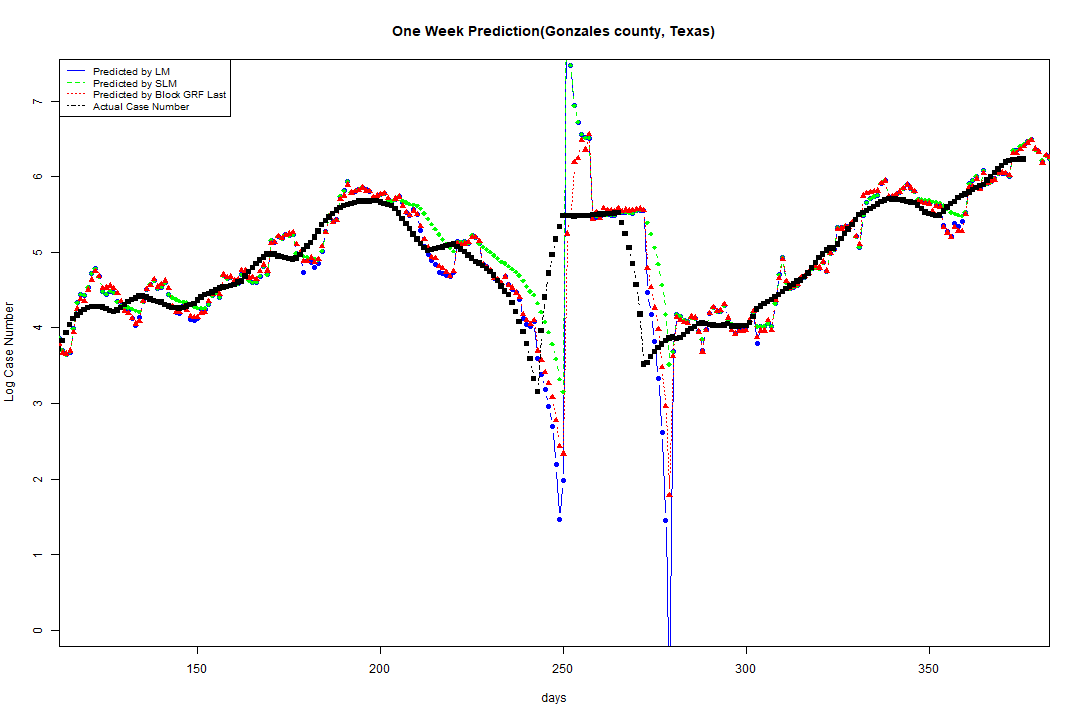 One Week Prediction(Gonzales county, Texas)
Predicted by LM
Predicted by SLM
Predicted by Block GRF Last
Actual Case Number
Log Case Number
7
6
5
4
3
2
1
0
150 200 250 300 350
days